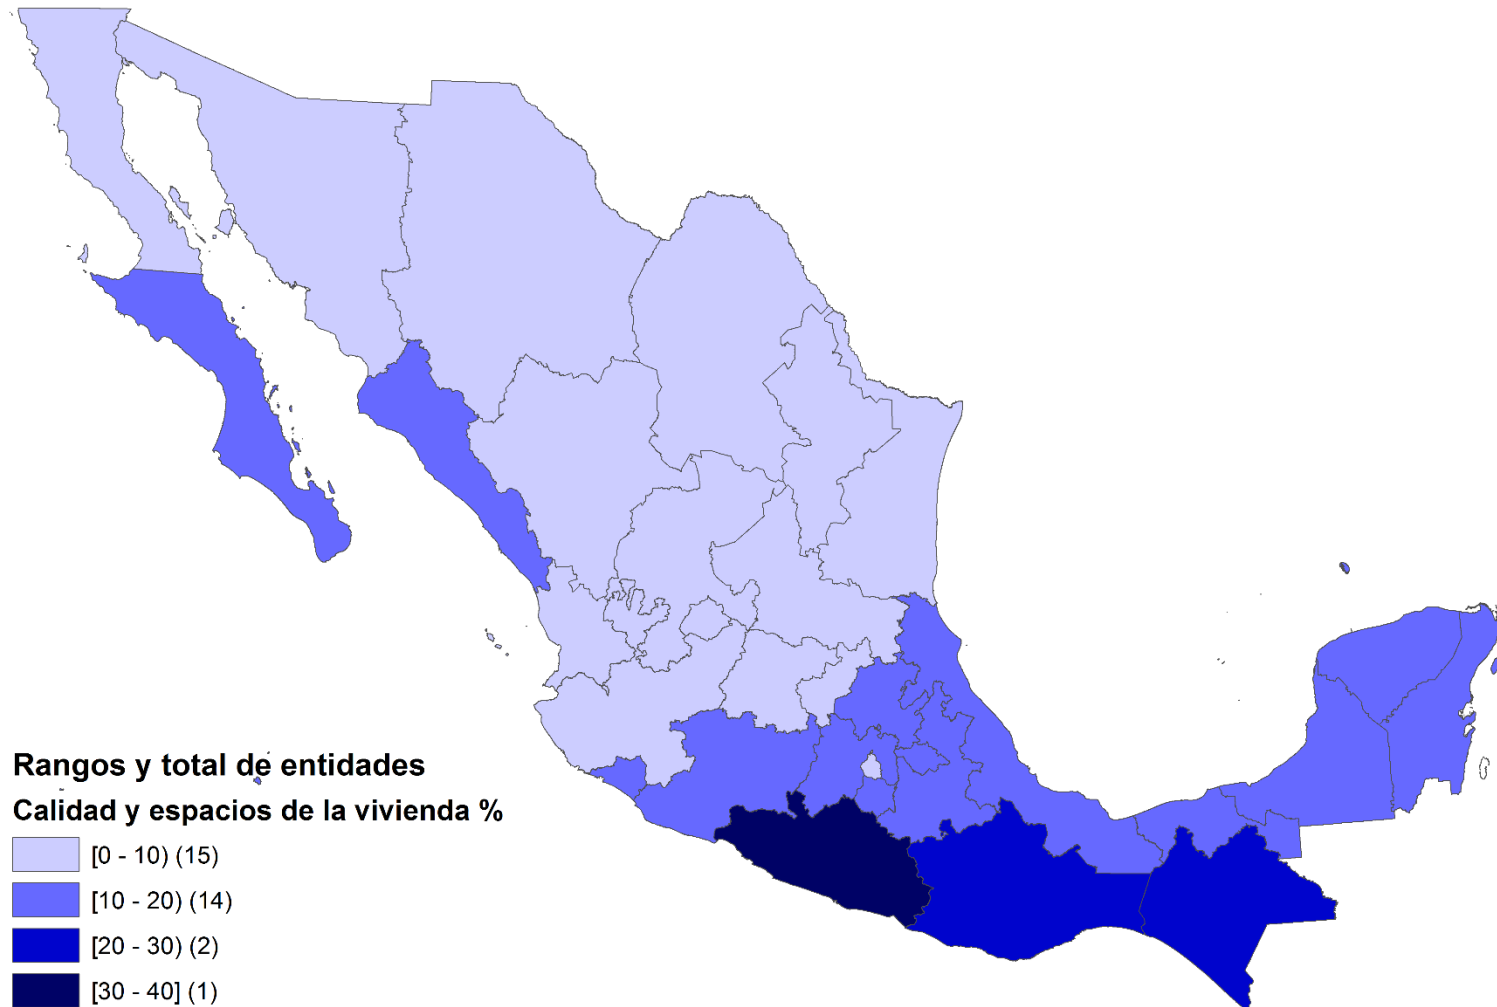 Rangos y total de entidades
Calidad y espacios de la vivienda %
[0 - 10) (15)
[10 - 20) (14)
[20 - 30) (2)
[30 - 40] (1)